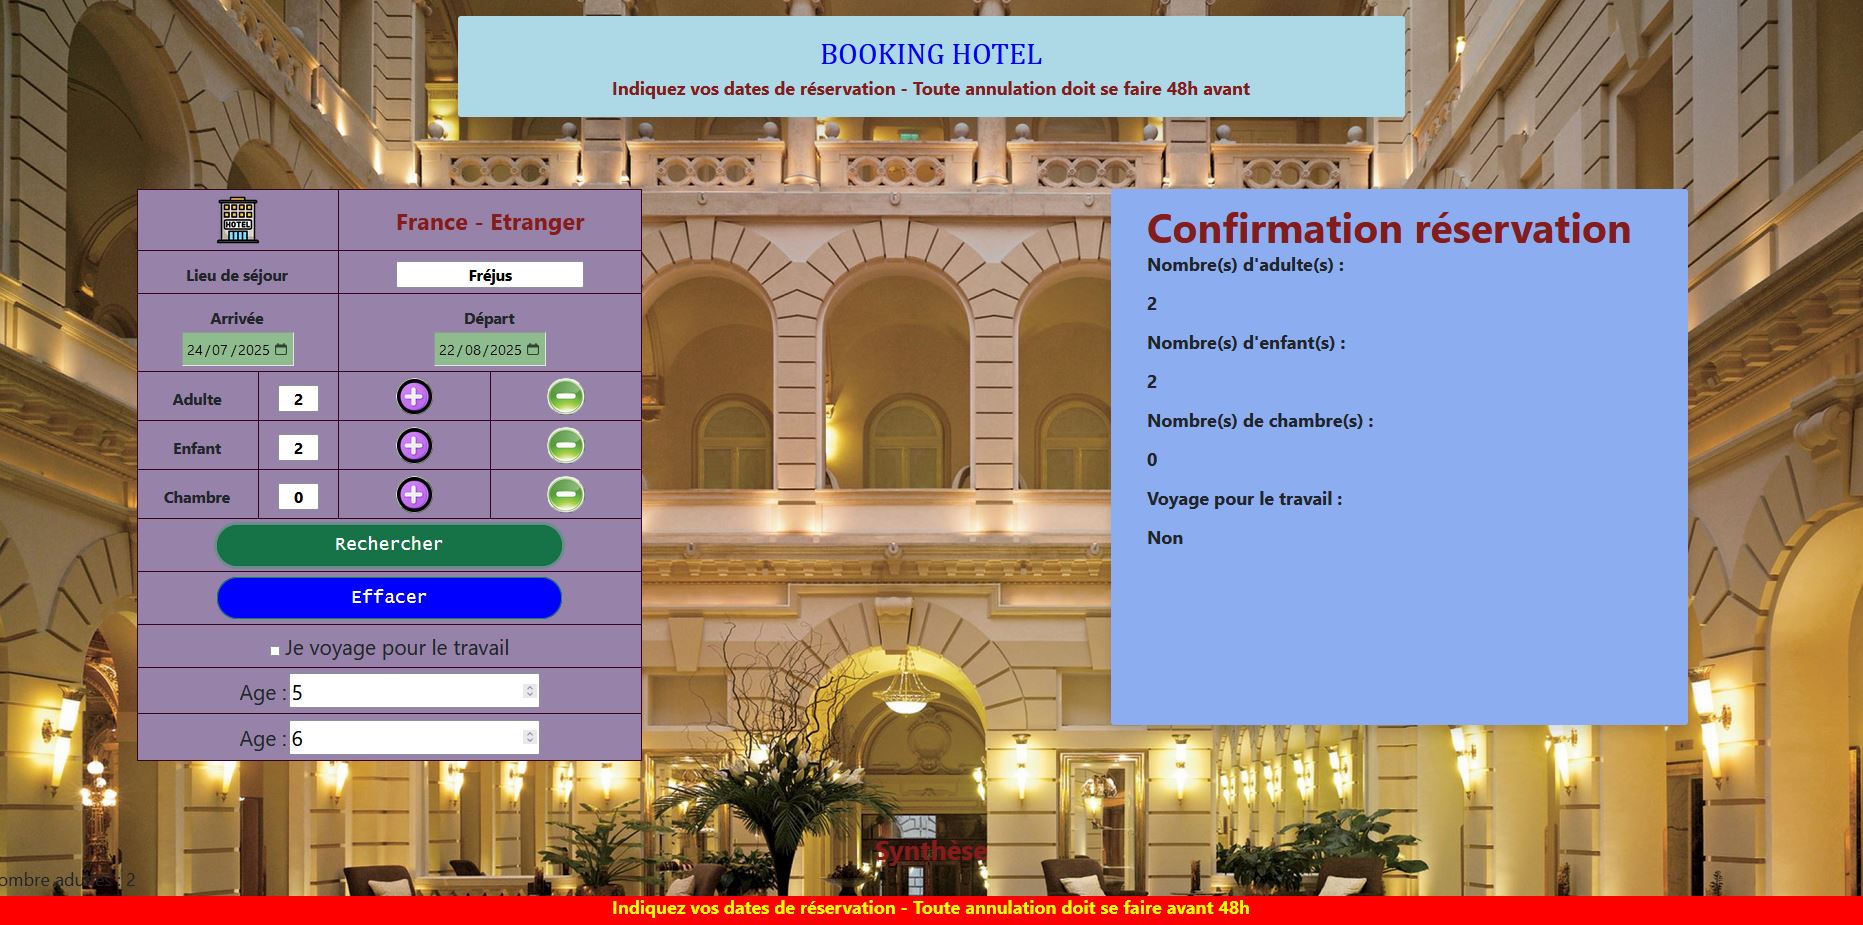 BOOKING HOTEL
Indiquez vos dates de réservation - Toute annulation doit se faire 48h avant
HOTEL
France - Etranger
Lieu de séjour
Fréjus
Arrivée
Départ
24/07/2025
22/08/2025
Adulte
2
Enfant
2
Chambre
0
Rechercher
Effacer
Je voyage pour le travail
Age : 5
Age : 6
Confirmation réservation
Nombre(s) d'adulte(s) :
2
Nombre(s) d'enfant(s) :
2
Nombre(s) de chambre(s) :
0
Voyage pour le travail :
Non
Synthèse
: 2
Indiquez vos dates de réservation - Toute annulation doit se faire avant 48h